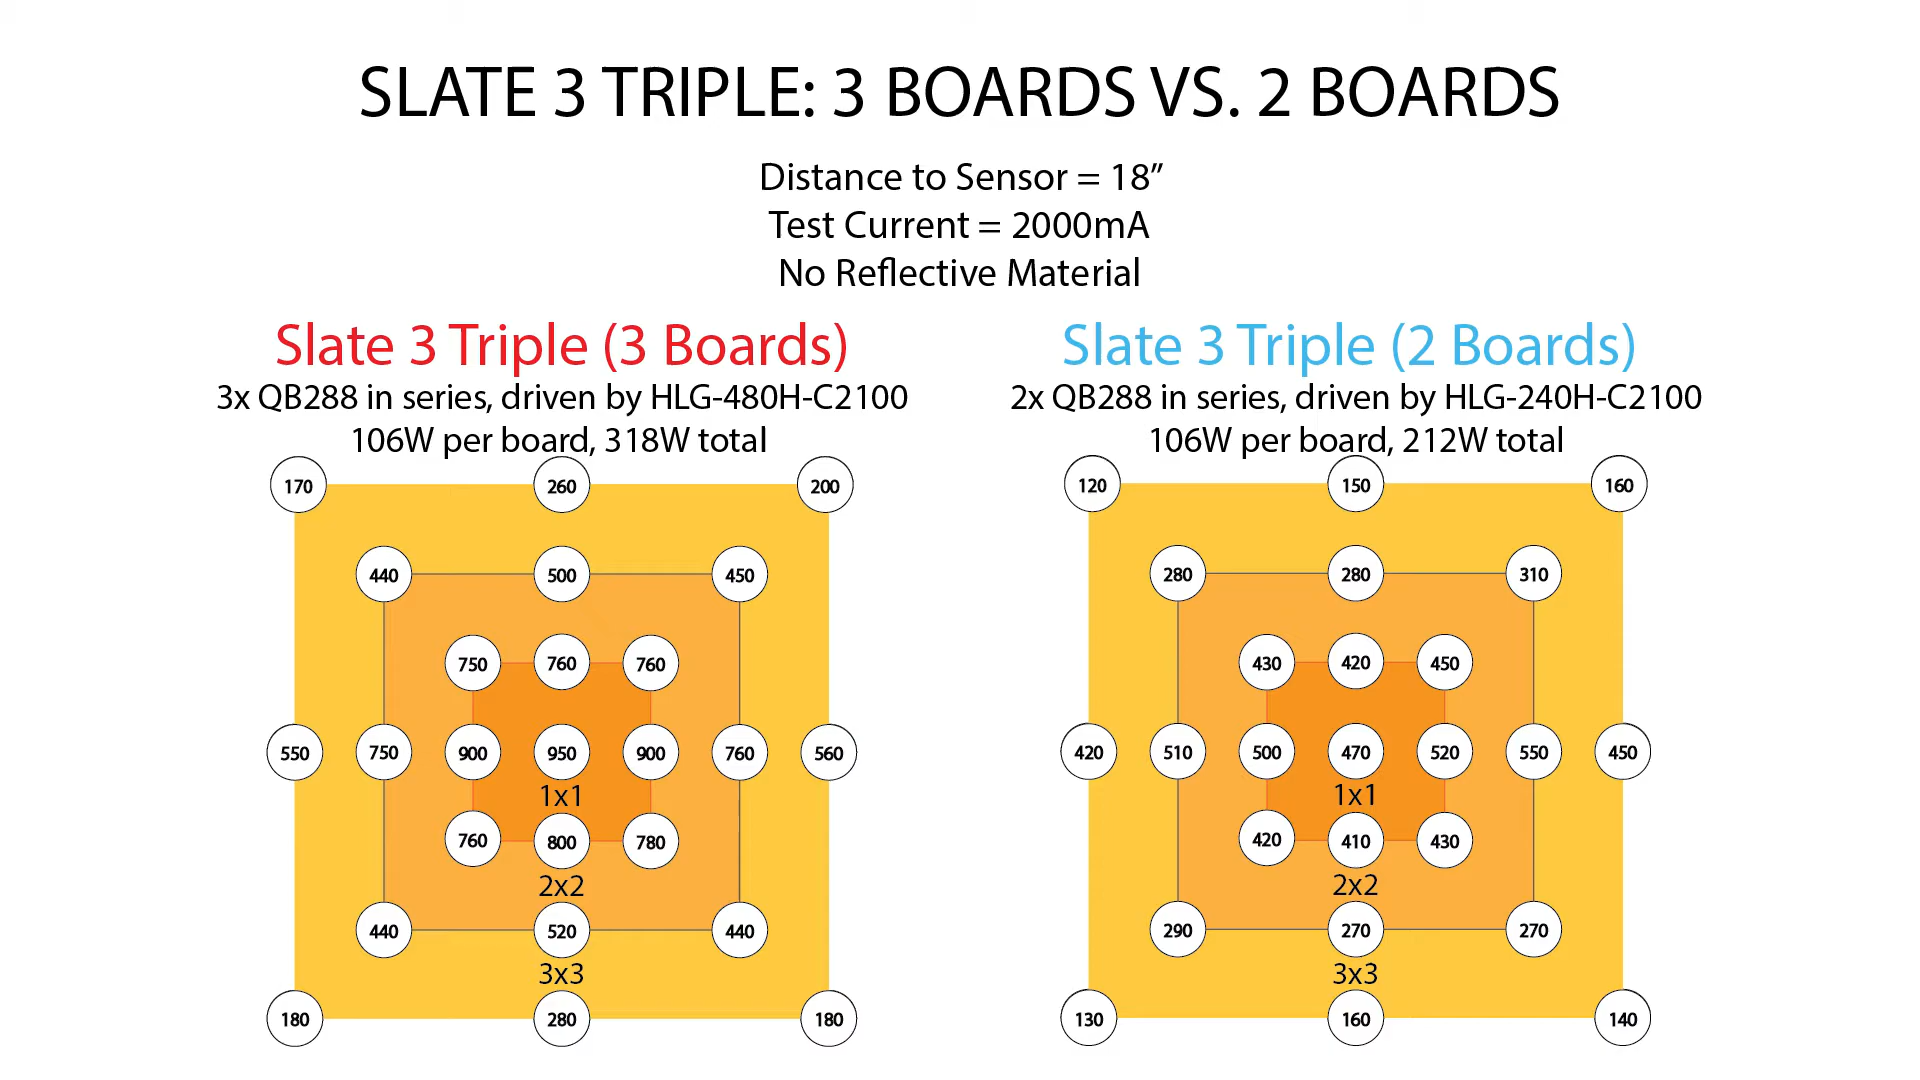 SLATE 3 TRIPLE: 3 BOARDS VS. 2 BOARDS
Distance to Sensor = 18”
Test Current = 2000mA
No Reflective Material
Slate 3 Triple (3 Boards)
3x QB288 in series, driven by HLG-480H-C2100
106W per board, 318W total
170 260 200
440 500 450
750 760 760
550 750 900 950 900 760 560
1x1
760 800 780
2x2
440 520 440
3x3
180 280 180
Slate 3 Triple (2 Boards)
2x QB288 in series, driven by HLG-240H-C2100
106W per board, 212W total
120 150 160
280 280 310
430 420 450
420 510 500 470 520 550 450
1x1
420 410 430
2x2
290 270 270
3x3
130 160 140